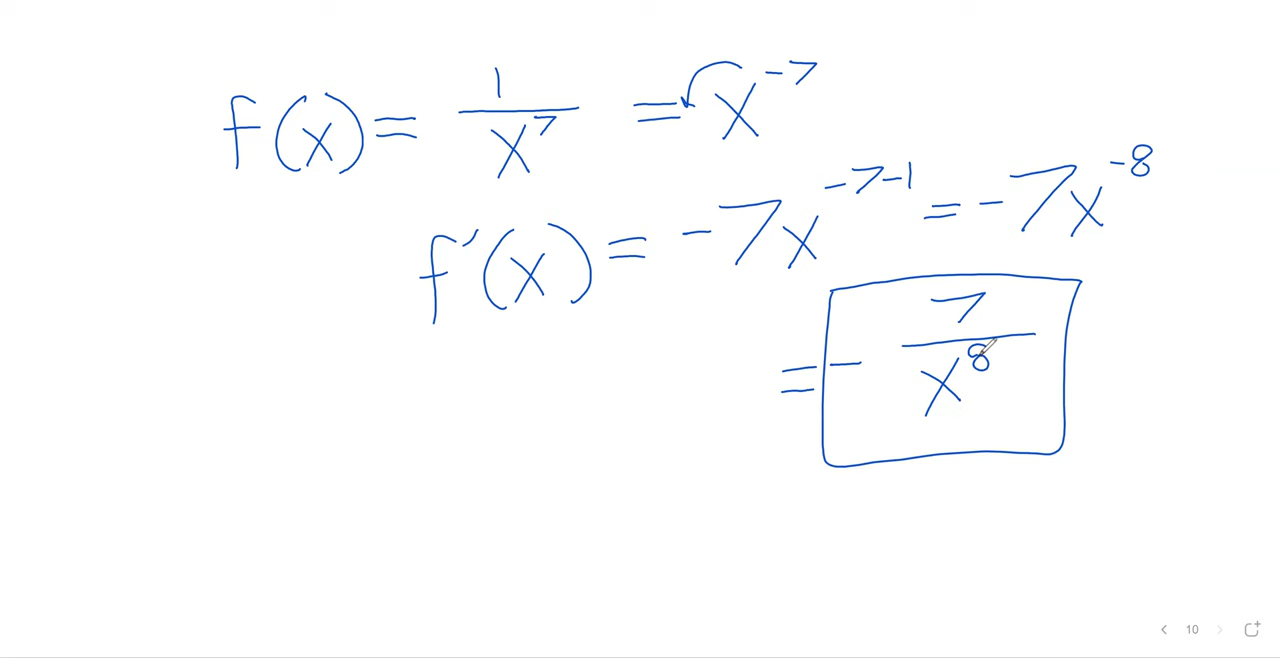 f(x) = 1/x⁷ = x⁻⁷
f'(x) = -7x⁻⁷⁻¹ = -7x⁻⁸
= - 7/x⁸
< 10 >